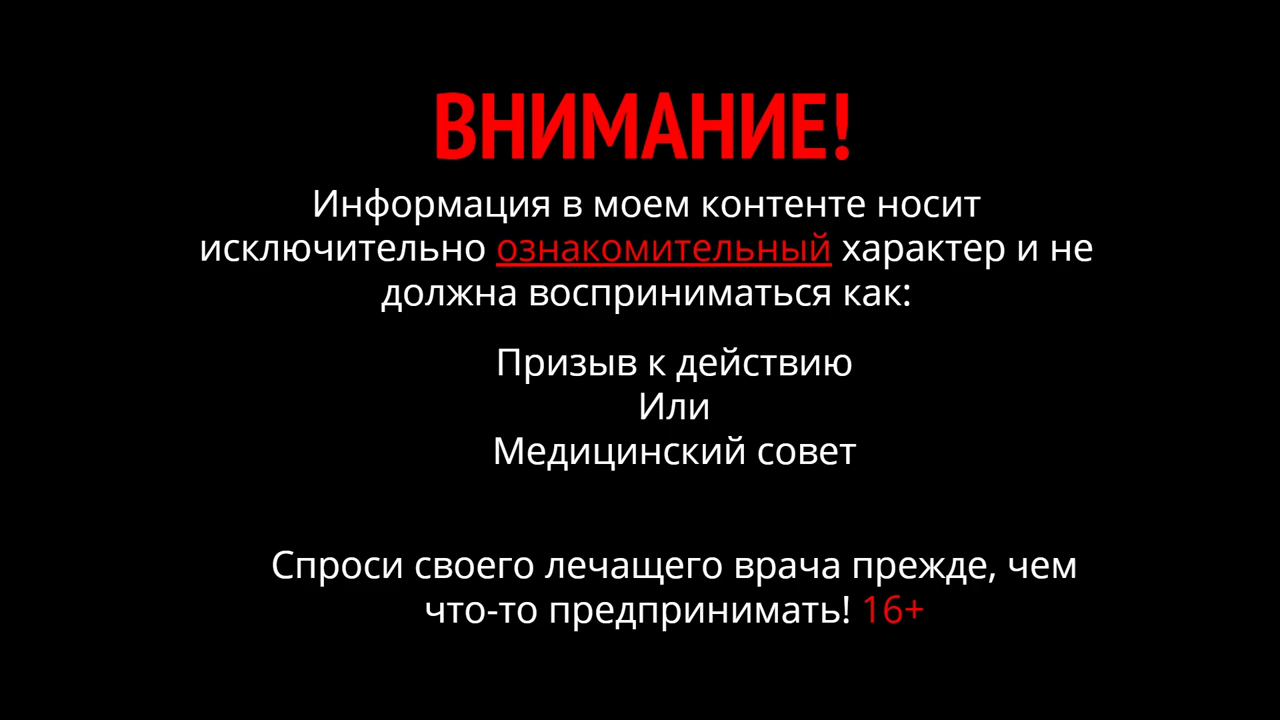 ВНИМАНИЕ!
Информация в моем контенте носит
исключительно ознакомительный характер и не
должна восприниматься как:
Призыв к действию
Или
Медицинский совет
Спроси своего лечащего врача прежде, чем
что-то предпринимать! 16+